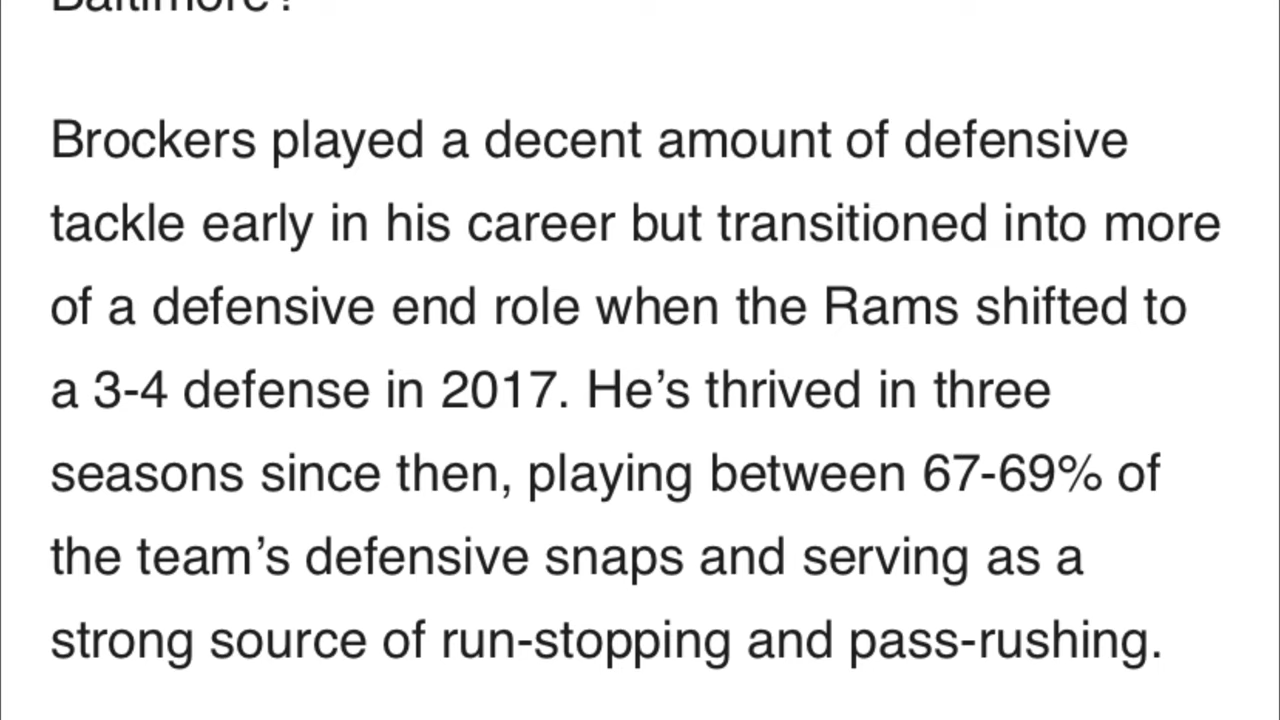 Baltimore?
Brockers played a decent amount of defensive
tackle early in his career but transitioned into more
of a defensive end role when the Rams shifted to
a 3-4 defense in 2017. He’s thrived in three
seasons since then, playing between 67-69% of
the team’s defensive snaps and serving as a
strong source of run-stopping and pass-rushing.